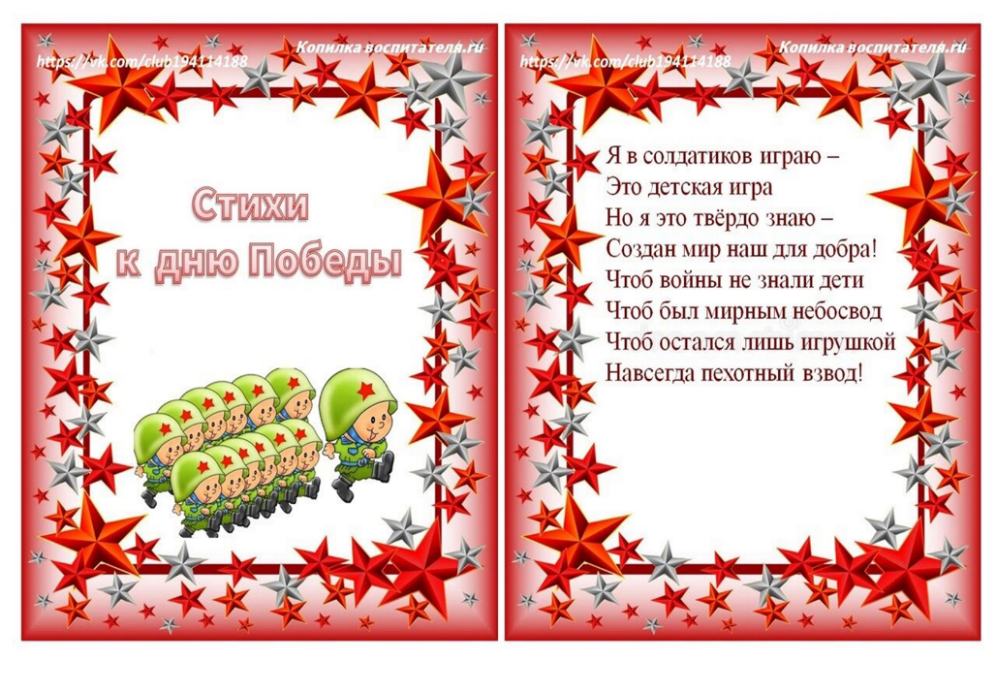 Копилка воспитателя.ru
https://vk.com/club194114188
Стихи
к дню Победы
Копилка воспитателя.ru
https://vk.com/club194114188
Я в солдатиков играю –
Это детская игра
Но я это твёрдо знаю –
Создан мир наш для добра!
Чтоб войны не знали дети
Чтоб был мирным небосвод
Чтоб остался лишь игрушкой
Навсегда пехотный взвод!